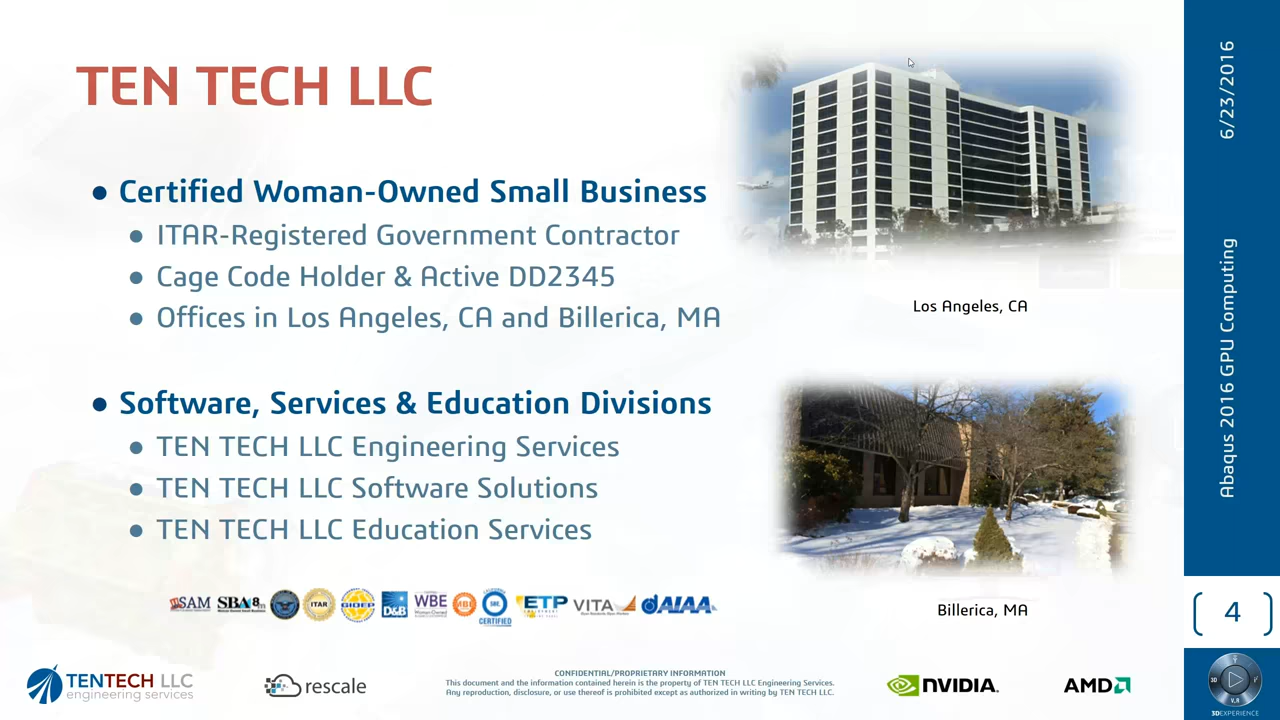 TEN TECH LLC
● Certified Woman-Owned Small Business
● ITAR-Registered Government Contractor
● Cage Code Holder & Active DD2345
● Offices in Los Angeles, CA and Billerica, MA
● Software, Services & Education Divisions
● TEN TECH LLC Engineering Services
● TEN TECH LLC Software Solutions
● TEN TECH LLC Education Services
Los Angeles, CA
Billerica, MA
6/23/2016
Abaqus 2016 GPU Computing
4
SAM
SBA 8m
ITAR
GIDEP
D&B
WBE
MBE
CERTIFIED
ETP
VITA
AIAA
TENTECH LLC
engineering services
rescale
CONFIDENTIAL/PROPRIETARY INFORMATION
This document and the information contained herein is the property of TEN TECH LLC Engineering Services.
Any reproduction, disclosure, or use thereof is prohibited except as authorized in writing by TEN TECH LLC.
NVIDIA.
AMD
3D
V,R
3DEXPERIENCE